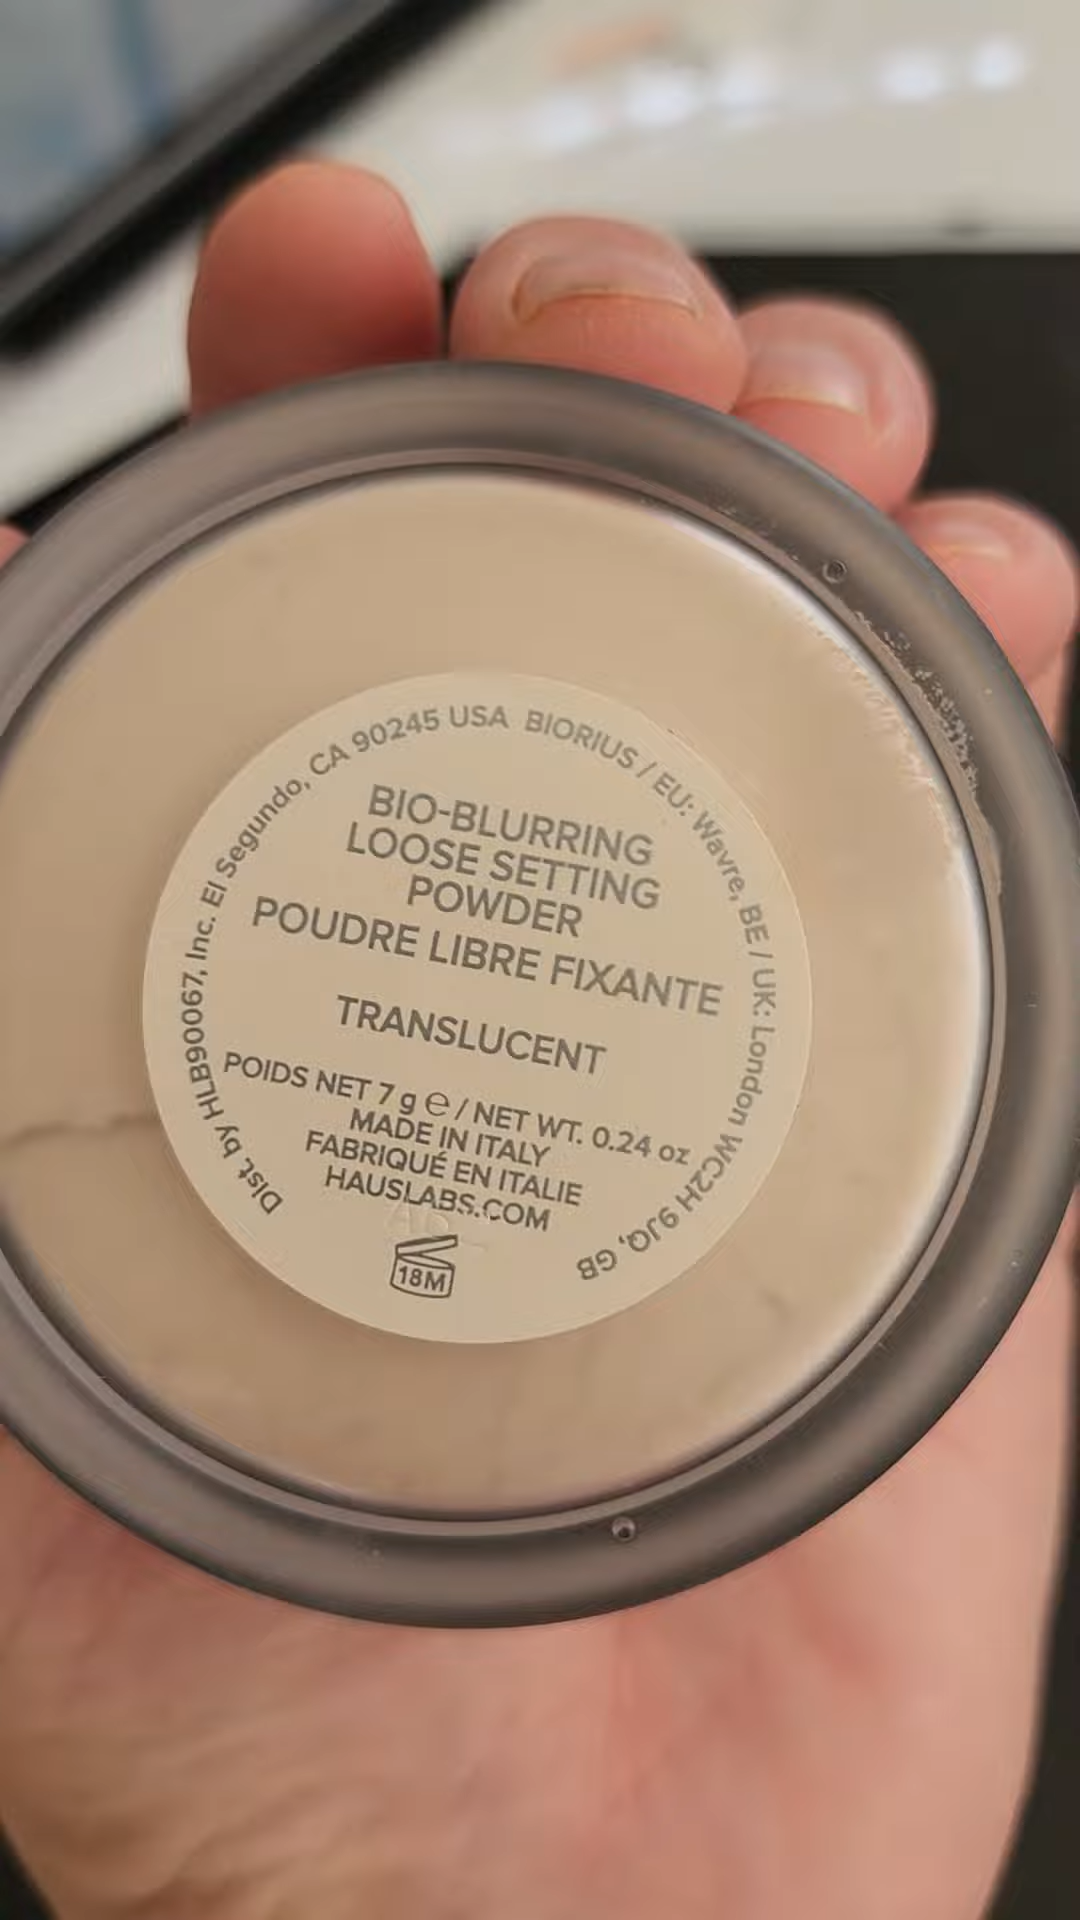 BIO-BLURRING
LOOSE SETTING
POWDER
POUDRE LIBRE FIXANTE
TRANSLUCENT
POIDS NET 7 g ℮ / NET WT. 0.24 oz
MADE IN ITALY
FABRIQUÉ EN ITALIE
HAUSLABS.COM
18M
Dist. by HLB90067, Inc. El Segundo, CA 90245 USA BIORIUS / EU: Wavre, BE / UK: London WC2H 9JQ, GB